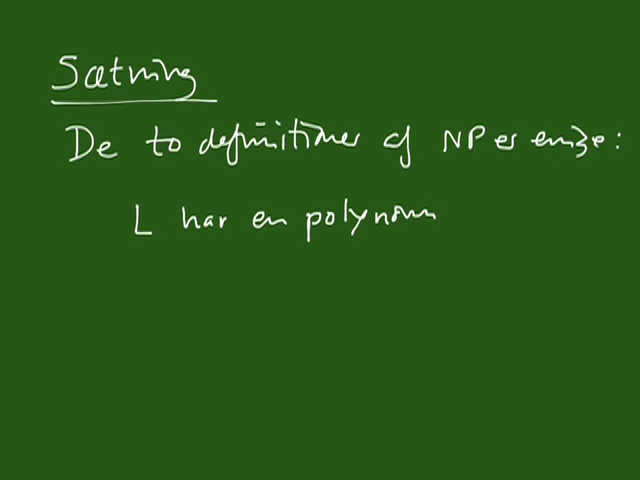 Sætning
De to definitioner af NP er enige:
L har en polynom